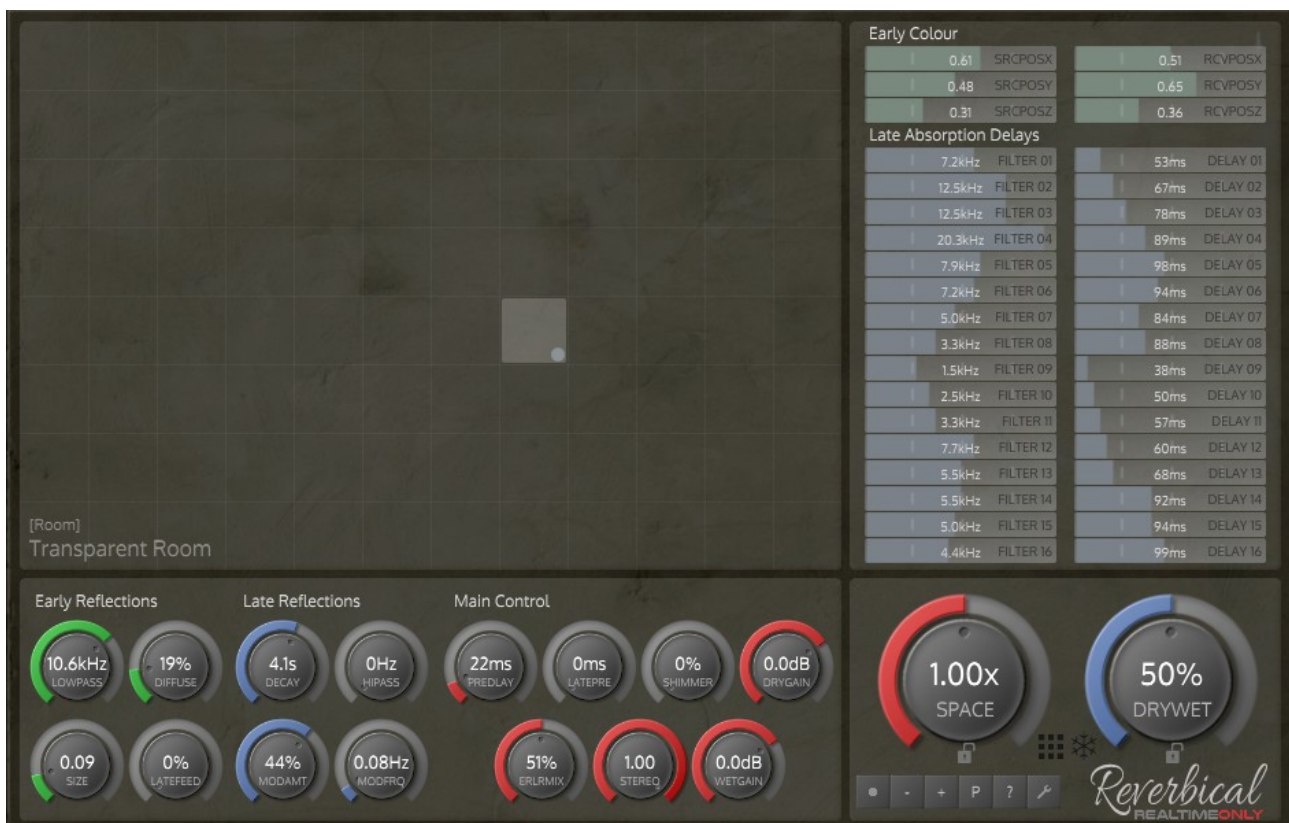 [Room]
Transparent Room
Early Colour
0.61 SRCPOSX 0.51 RCVPOSX
0.48 SRCPOSY 0.65 RCVPOSY
0.31 SRCPOSZ 0.36 RCVPOSZ
Late Absorption Delays
7.2kHz FILTER 01 53ms DELAY 01
12.5kHz FILTER 02 67ms DELAY 02
12.5kHz FILTER 03 78ms DELAY 03
20.3kHz FILTER 04 89ms DELAY 04
7.9kHz FILTER 05 98ms DELAY 05
7.2kHz FILTER 06 94ms DELAY 06
5.0kHz FILTER 07 84ms DELAY 07
3.3kHz FILTER 08 88ms DELAY 08
1.5kHz FILTER 09 38ms DELAY 09
2.5kHz FILTER 10 50ms DELAY 10
3.3kHz FILTER 11 57ms DELAY 11
7.7kHz FILTER 12 60ms DELAY 12
5.5kHz FILTER 13 68ms DELAY 13
5.5kHz FILTER 14 92ms DELAY 14
5.0kHz FILTER 15 94ms DELAY 15
4.4kHz FILTER 16 99ms DELAY 16
Early Reflections Late Reflections Main Control
10.6kHz 19% 4.1s 0Hz 22ms 0ms 0% 0.0dB
LOWPASS DIFFUSE DECAY HIPASS PREDLAY LATEPRE SHIMMER DRYGAIN
0.09 0% 44% 0.08Hz 51% 1.00 0.0dB
SIZE LATEFEED MODAMT MODFRQ ERLRMIX STEREO WETGAIN
1.00x 50%
SPACE DRYWET
- + P ?
Reverbical
REALTIMEONLY